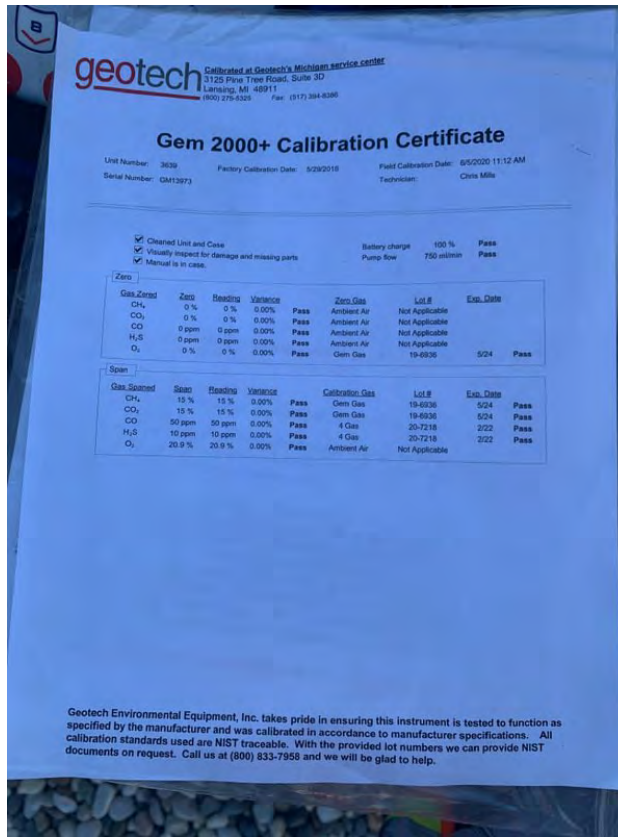 B
geotech
Calibrated at Geotech's Michigan service center
3125 Pine Tree Road, Suite 3D
Lansing, MI 48911
(800) 275-5325 Fax: (517) 394-8380
Gem 2000+ Calibration Certificate
Unit Number: 3639 Factory Calibration Date: 5/29/2018 Field Calibration Date: 8/5/2020 11:12 AM
Serial Number: GM13973 Technician: Chris Mills
Cleaned Unit and Case Battery charge 100 % Pass
Visually inspect for damage and missing parts Pump flow 750 ml/min Pass
Manual is in case.
Zero
Gas Zered Zero Reading Variance Zero Gas Lot # Exp. Date
CH₄ 0 % 0 % 0.00% Pass Ambient Air Not Applicable
CO₂ 0 % 0 % 0.00% Pass Ambient Air Not Applicable
CO 0 ppm 0 ppm 0.00% Pass Ambient Air Not Applicable
H₂S 0 ppm 0 ppm 0.00% Pass Ambient Air Not Applicable
O₂ 0 % 0 % 0.00% Pass Gem Gas 19-6936 5/24 Pass
Span
Gas Spaned Span Reading Variance Calibration Gas Lot # Exp. Date
CH₄ 15 % 15 % 0.00% Pass Gem Gas 19-6936 5/24 Pass
CO₂ 15 % 15 % 0.00% Pass Gem Gas 19-6936 5/24 Pass
CO 50 ppm 50 ppm 0.00% Pass 4 Gas 20-7218 2/22 Pass
H₂S 10 ppm 10 ppm 0.00% Pass 4 Gas 20-7218 2/22 Pass
O₂ 20.9 % 20.9 % 0.00% Pass Ambient Air Not Applicable
Geotech Environmental Equipment, Inc. takes pride in ensuring this instrument is tested to function as
specified by the manufacturer and was calibrated in accordance to manufacturer specifications. All
calibration standards used are NIST traceable. With the provided lot numbers we can provide NIST
documents on request. Call us at (800) 833-7958 and we will be glad to help.